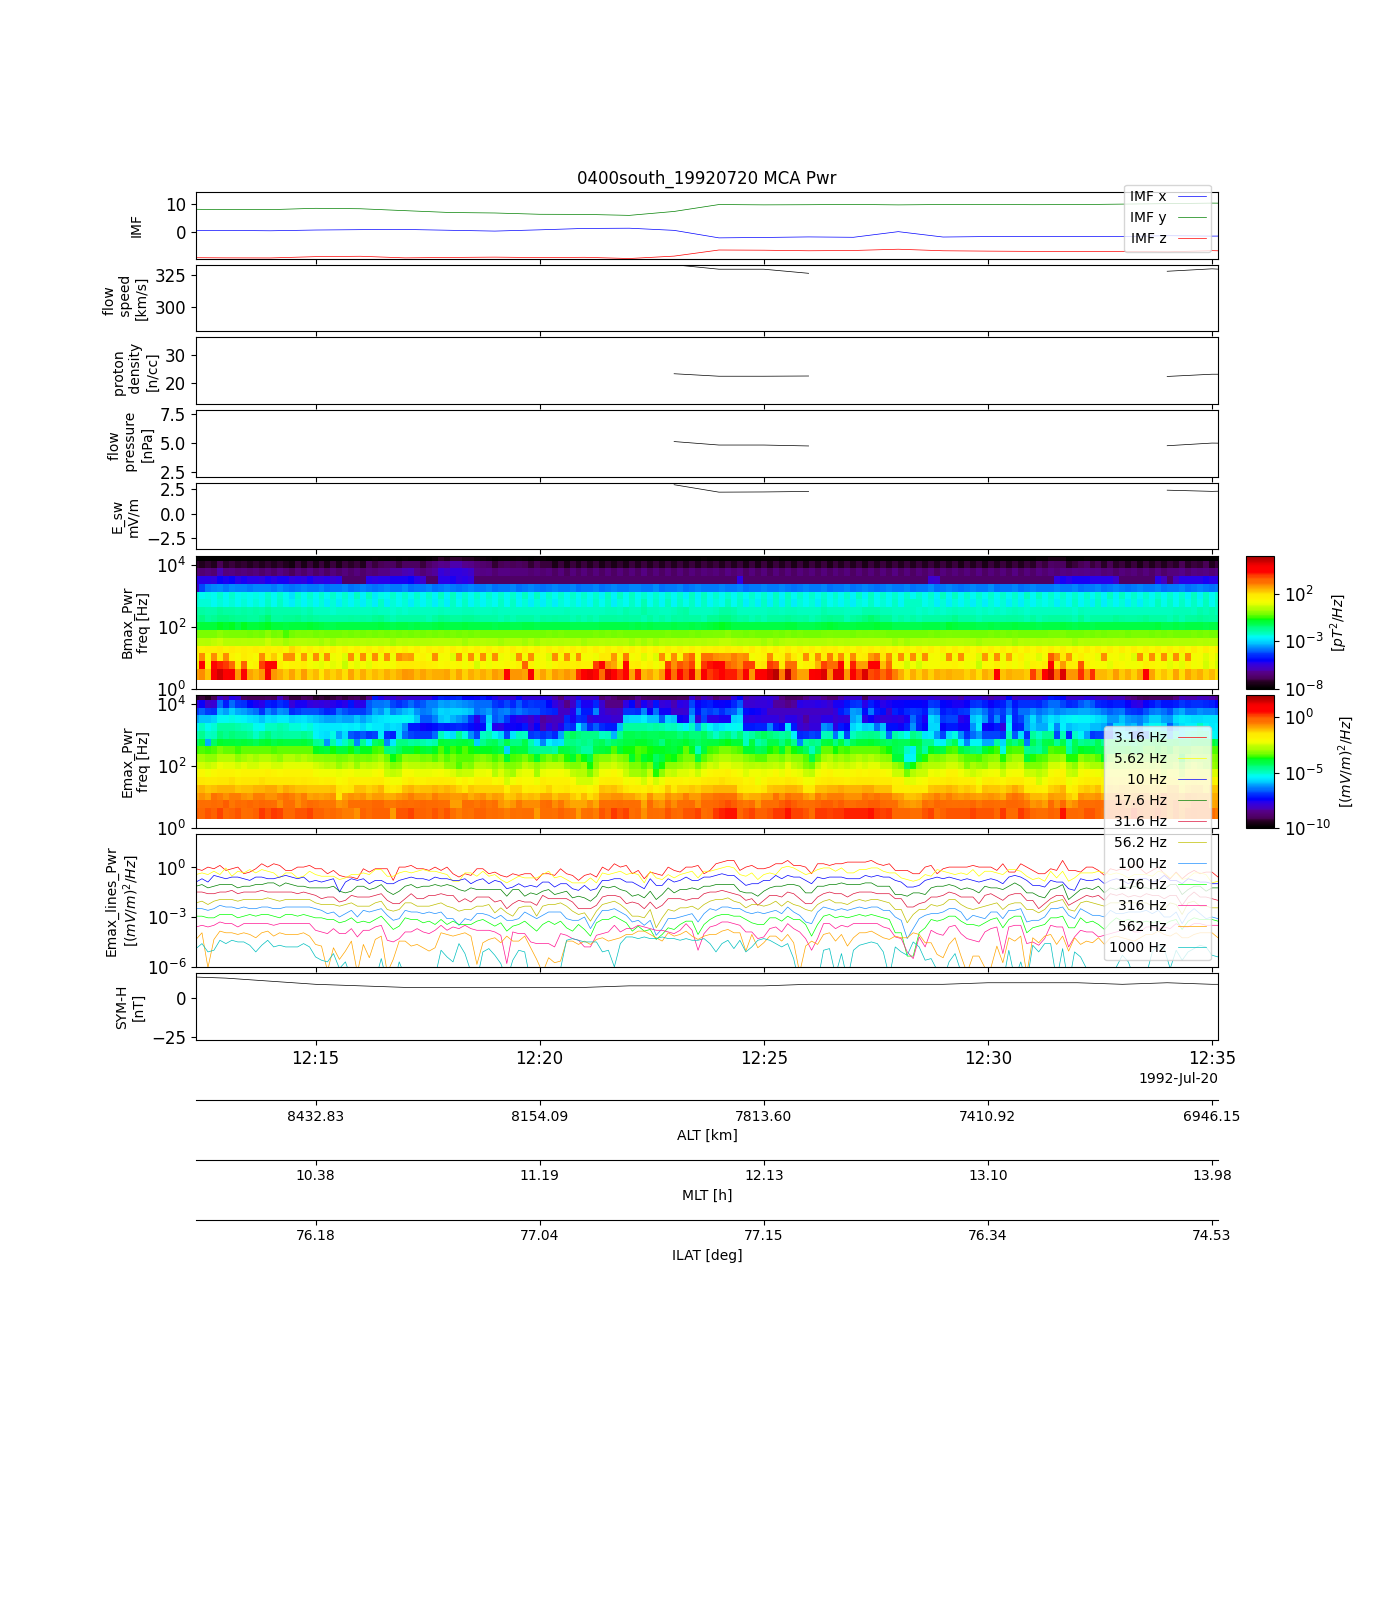 0400south_19920720 MCA Pwr
10
0
IMF
IMF x
IMF y
IMF z
325
300
flow
speed
[km/s]
30
20
proton
density
[n/cc]
7.5
5.0
2.5
flow
pressure
[nPa]
2.5
0.0
−2.5
E_sw
mV/m
10^4
10^2
10^0
Bmax_Pwr
freq [Hz]
10^2
10^−3
10^−8
[pT^2/Hz]
10^4
10^2
10^0
Emax_Pwr
freq [Hz]
10^0
10^−5
10^−10
[(mV/m)^2/Hz]
3.16 Hz
5.62 Hz
10 Hz
17.6 Hz
31.6 Hz
56.2 Hz
100 Hz
176 Hz
316 Hz
562 Hz
1000 Hz
10^0
10^−3
10^−6
Emax_lines_Pwr
[(mV/m)^2/Hz]
0
−25
SYM-H
[nT]
12:15 12:20 12:25 12:30 12:35
1992-Jul-20
8432.83 8154.09 7813.60 7410.92 6946.15
ALT [km]
10.38 11.19 12.13 13.10 13.98
MLT [h]
76.18 77.04 77.15 76.34 74.53
ILAT [deg]